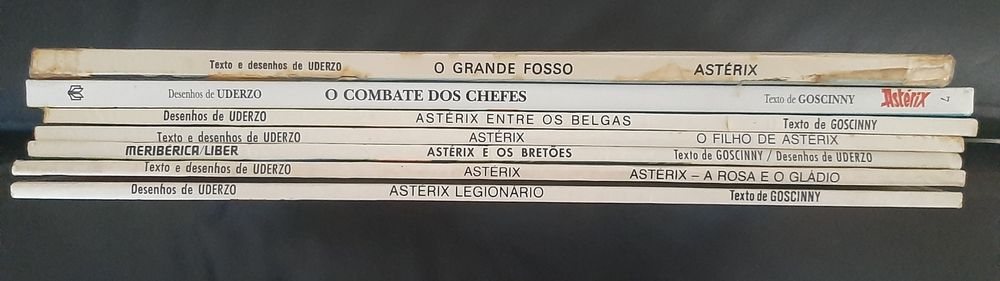 Texto e desenhos de UDERZO O GRANDE FOSSO ASTÉRIX
Desenhos de UDERZO O COMBATE DOS CHEFES Texto de GOSCINNY Astérix 7
Desenhos de UDERZO ASTÉRIX ENTRE OS BELGAS Texto de GOSCINNY
Texto e desenhos de UDERZO ASTÉRIX O FILHO DE ASTÉRIX
MERIBÉRICA/LIBER ASTÉRIX E OS BRETÕES Texto de GOSCINNY / Desenhos de UDERZO
Texto e desenhos de UDERZO ASTÉRIX ASTÉRIX – A ROSA E O GLÁDIO
Desenhos de UDERZO ASTÉRIX LEGIONÁRIO Texto de GOSCINNY